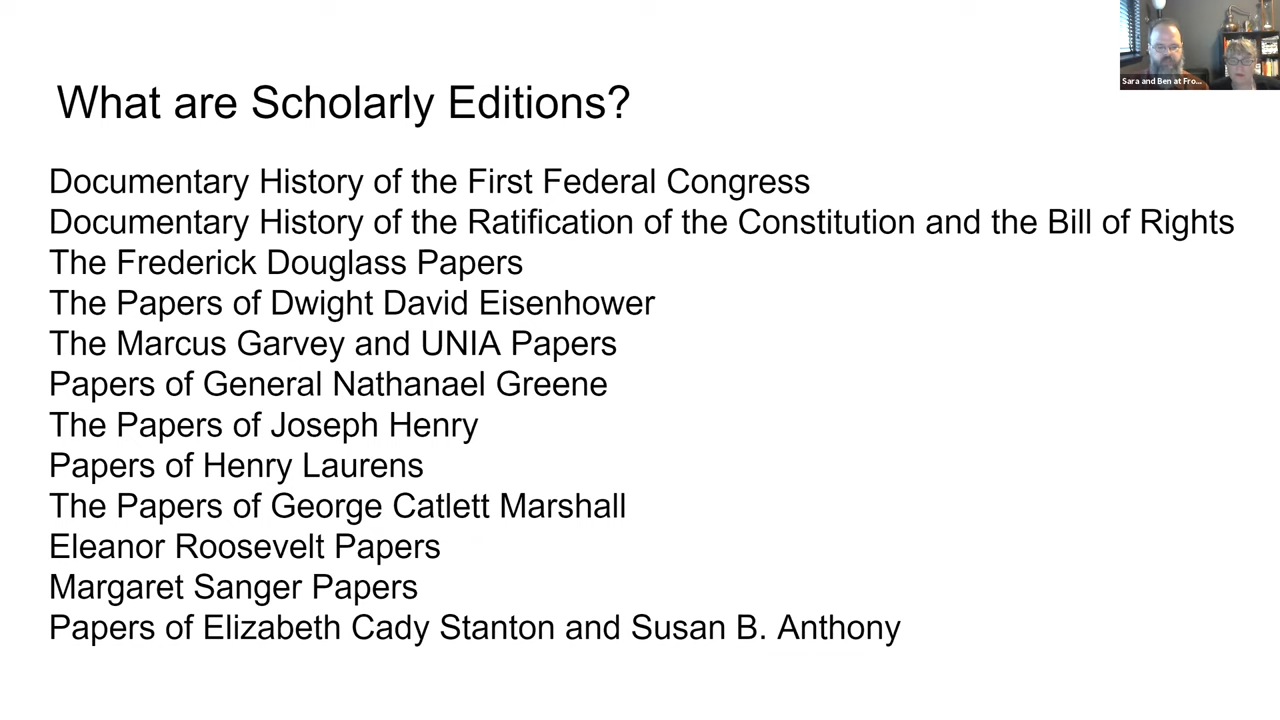 What are Scholarly Editions?
Documentary History of the First Federal Congress
Documentary History of the Ratification of the Constitution and the Bill of Rights
The Frederick Douglass Papers
The Papers of Dwight David Eisenhower
The Marcus Garvey and UNIA Papers
Papers of General Nathanael Greene
The Papers of Joseph Henry
Papers of Henry Laurens
The Papers of George Catlett Marshall
Eleanor Roosevelt Papers
Margaret Sanger Papers
Papers of Elizabeth Cady Stanton and Susan B. Anthony
Sara and Ben at Fro...